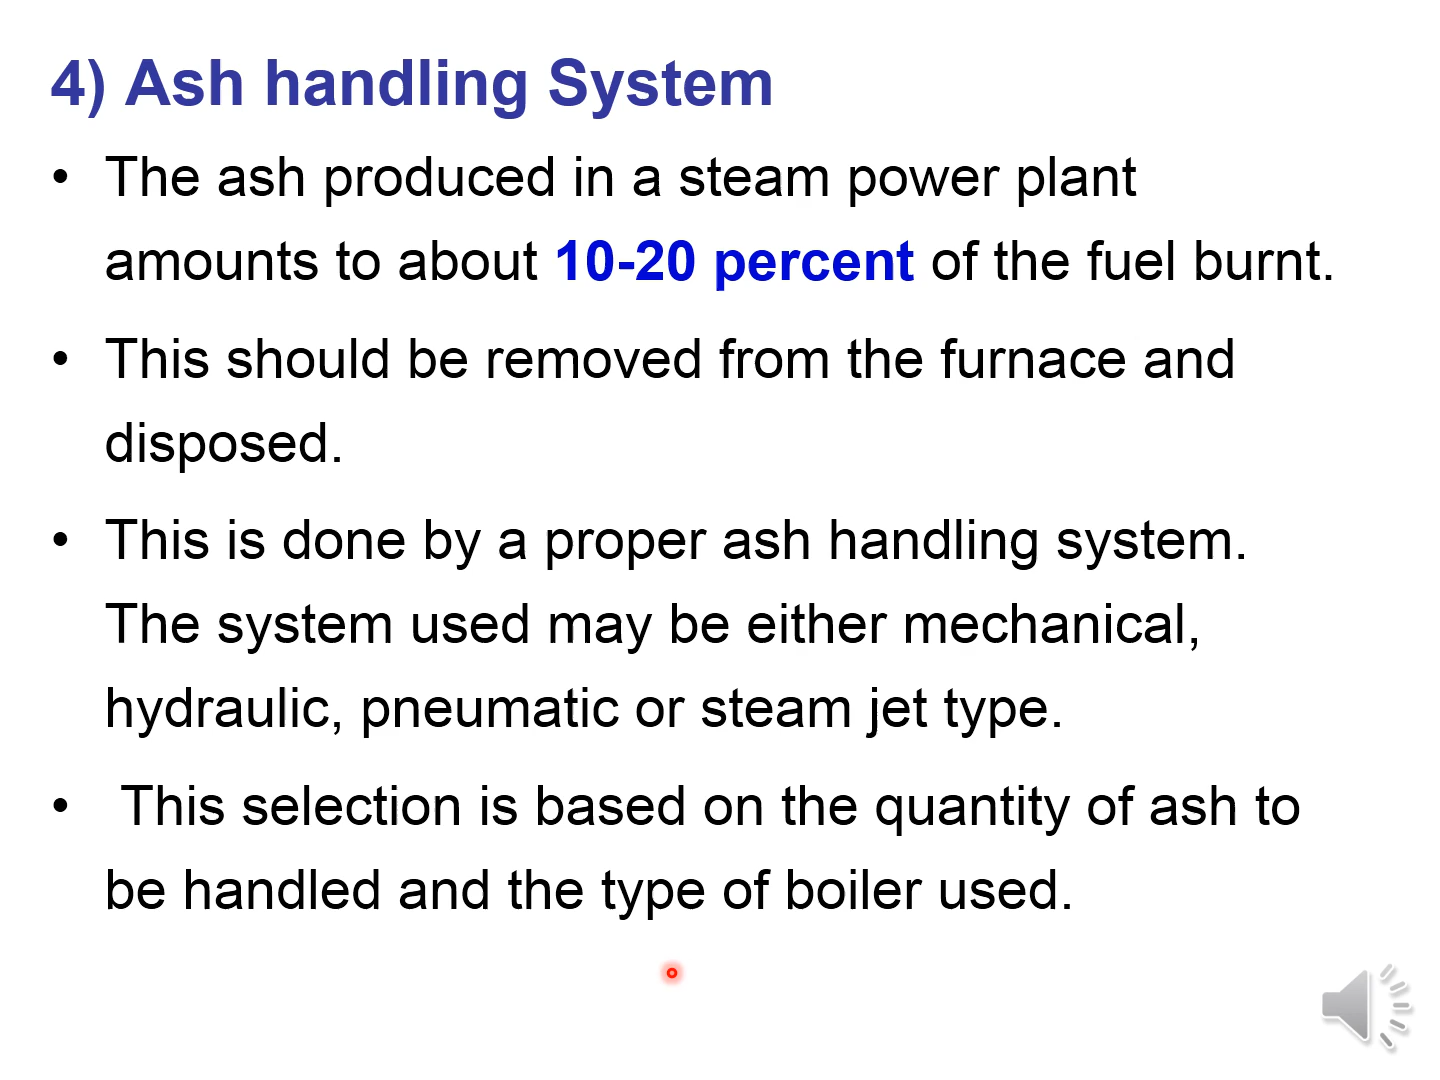 4) Ash handling System
• The ash produced in a steam power plant
amounts to about 10-20 percent of the fuel burnt.
• This should be removed from the furnace and
disposed.
• This is done by a proper ash handling system.
The system used may be either mechanical,
hydraulic, pneumatic or steam jet type.
• This selection is based on the quantity of ash to
be handled and the type of boiler used.